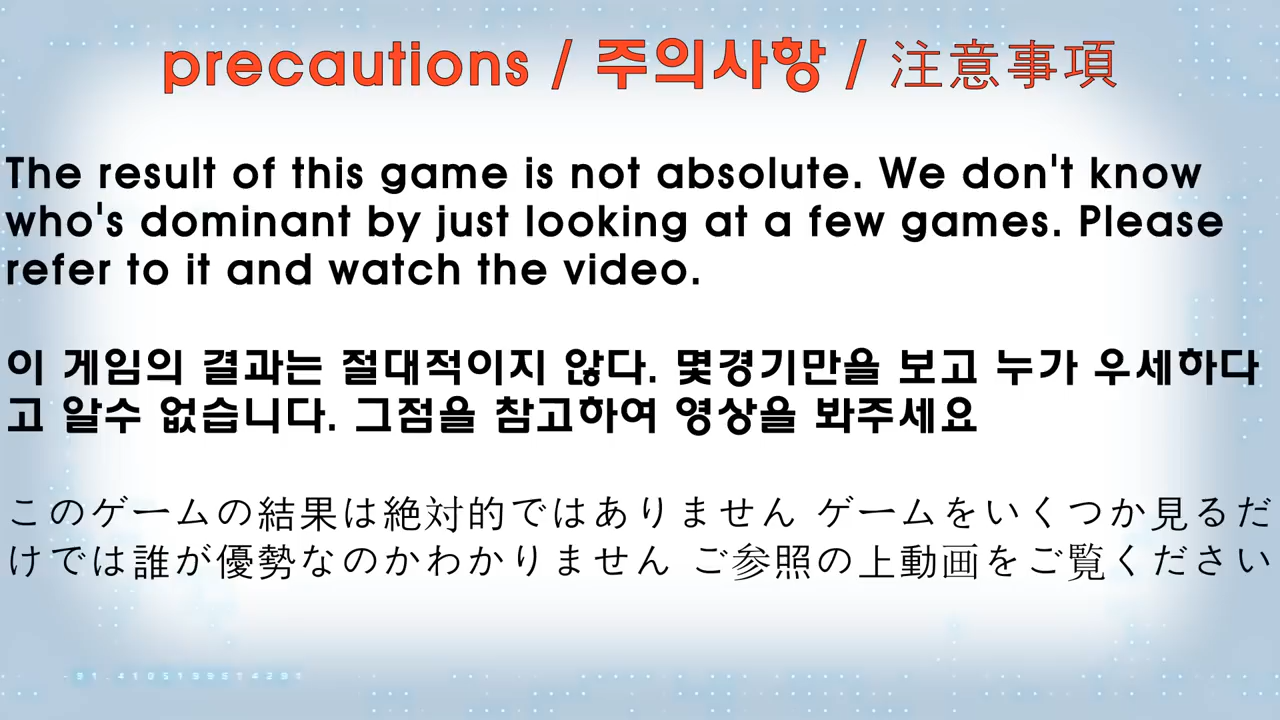 precautions / 주의사항 / 注意事項
The result of this game is not absolute. We don't know
who's dominant by just looking at a few games. Please
refer to it and watch the video.
이 게임의 결과는 절대적이지 않다. 몇경기만을 보고 누가 우세하다
고 알수 없습니다. 그점을 참고하여 영상을 봐주세요
このゲームの結果は絶対的ではありません ゲームをいくつか見るだ
けでは誰が優勢なのかわかりません ご参照の上動画をご覧ください